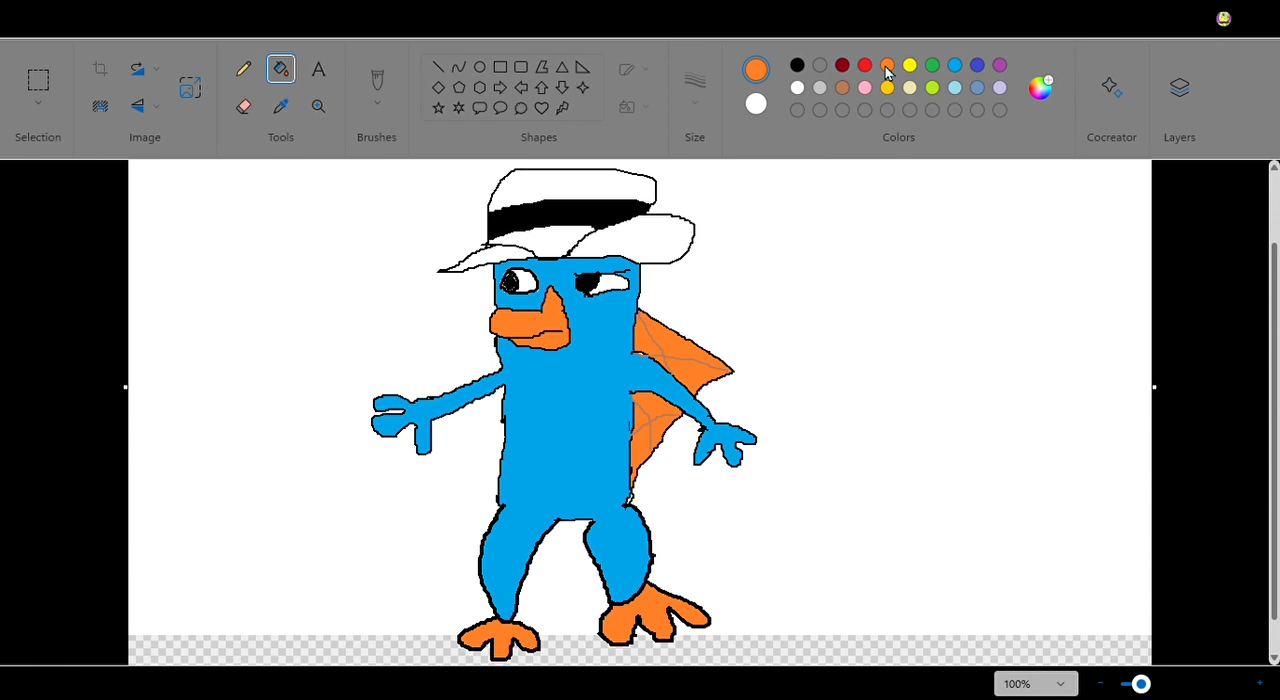 Selection
Image
Tools
Brushes
Shapes
Size
Colors
Cocreator
Layers
A
100%